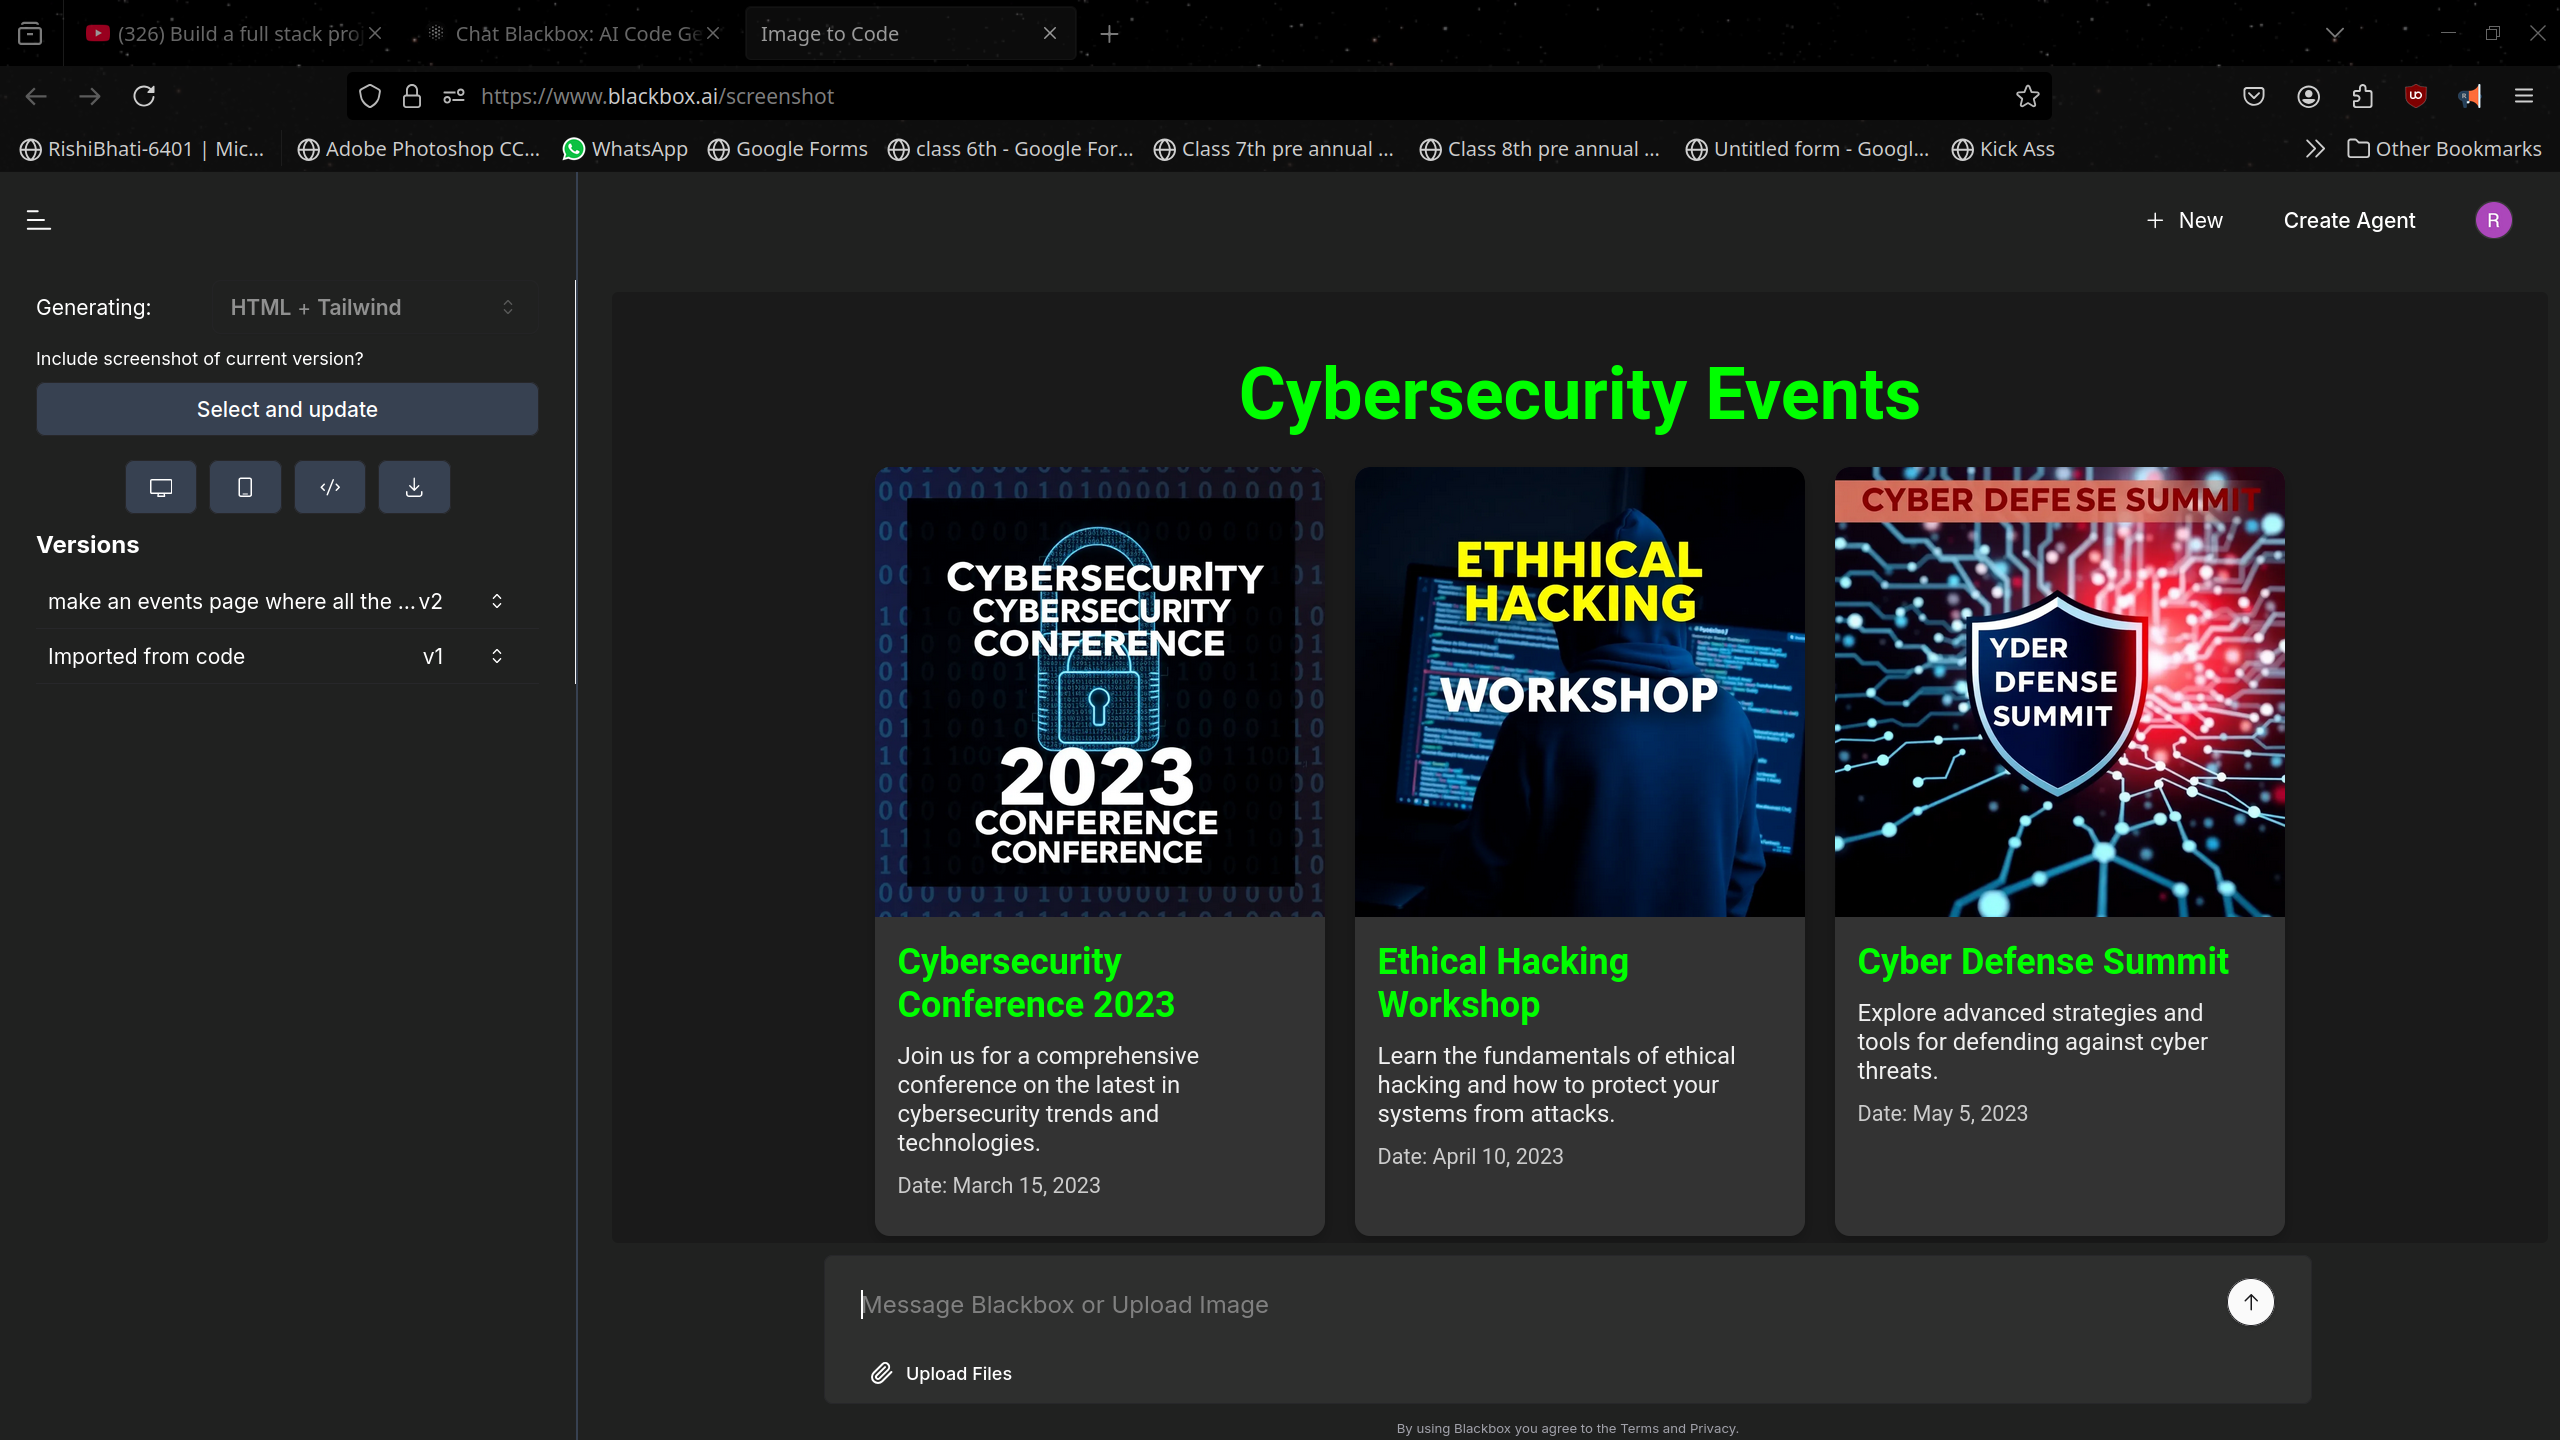 (326) Build a full stack proj
Chat Blackbox: AI Code Ge
Image to Code
https://www.blackbox.ai/screenshot
RishiBhati-6401 | Mic...
Adobe Photoshop CC...
WhatsApp
Google Forms
class 6th - Google For...
Class 7th pre annual ...
Class 8th pre annual ...
Untitled form - Googl...
Kick Ass
Other Bookmarks
New
Create Agent
R
Generating:
HTML + Tailwind
Include screenshot of current version?
Select and update
Versions
make an events page where all the ... v2
Imported from code v1
Cybersecurity Events
CYBERSECURITY
CYBERSECURITY
CONFERENCE
2023
CONFERENCE
CONFERENCE
Cybersecurity
Conference 2023
Join us for a comprehensive
conference on the latest in
cybersecurity trends and
technologies.
Date: March 15, 2023
ETHHICAL
HACKING
WORKSHOP
Ethical Hacking
Workshop
Learn the fundamentals of ethical
hacking and how to protect your
systems from attacks.
Date: April 10, 2023
CYBER DEFESE SUMMIT
YDER
DFENSE
SUMMIT
Cyber Defense Summit
Explore advanced strategies and
tools for defending against cyber
threats.
Date: May 5, 2023
Message Blackbox or Upload Image
Upload Files
By using Blackbox you agree to the Terms and Privacy.